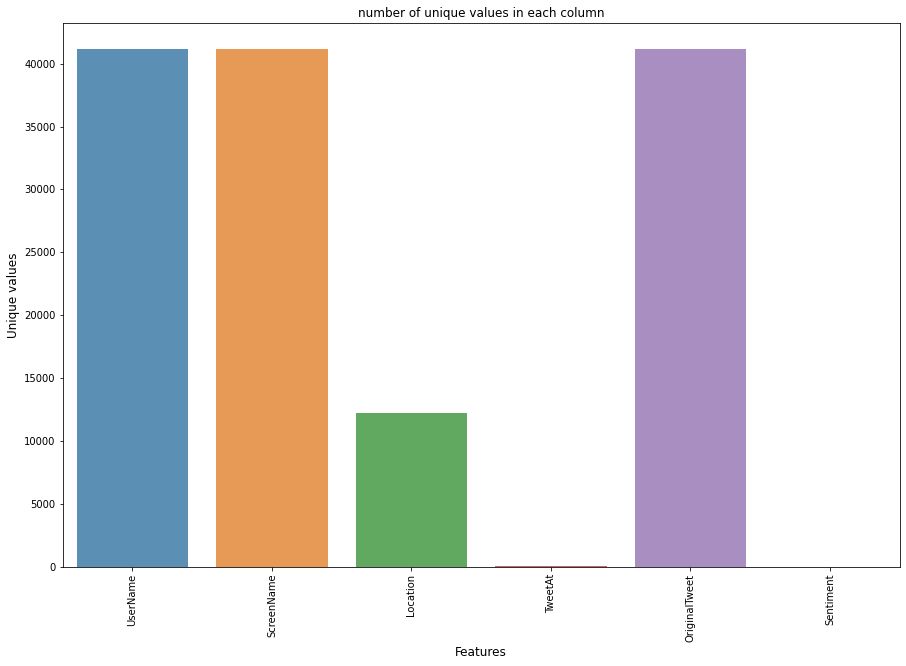 number of unique values in each column
Unique values
40000
35000
30000
25000
20000
15000
10000
5000
0
UserName
ScreenName
Location
TweetAt
OriginalTweet
Sentiment
Features